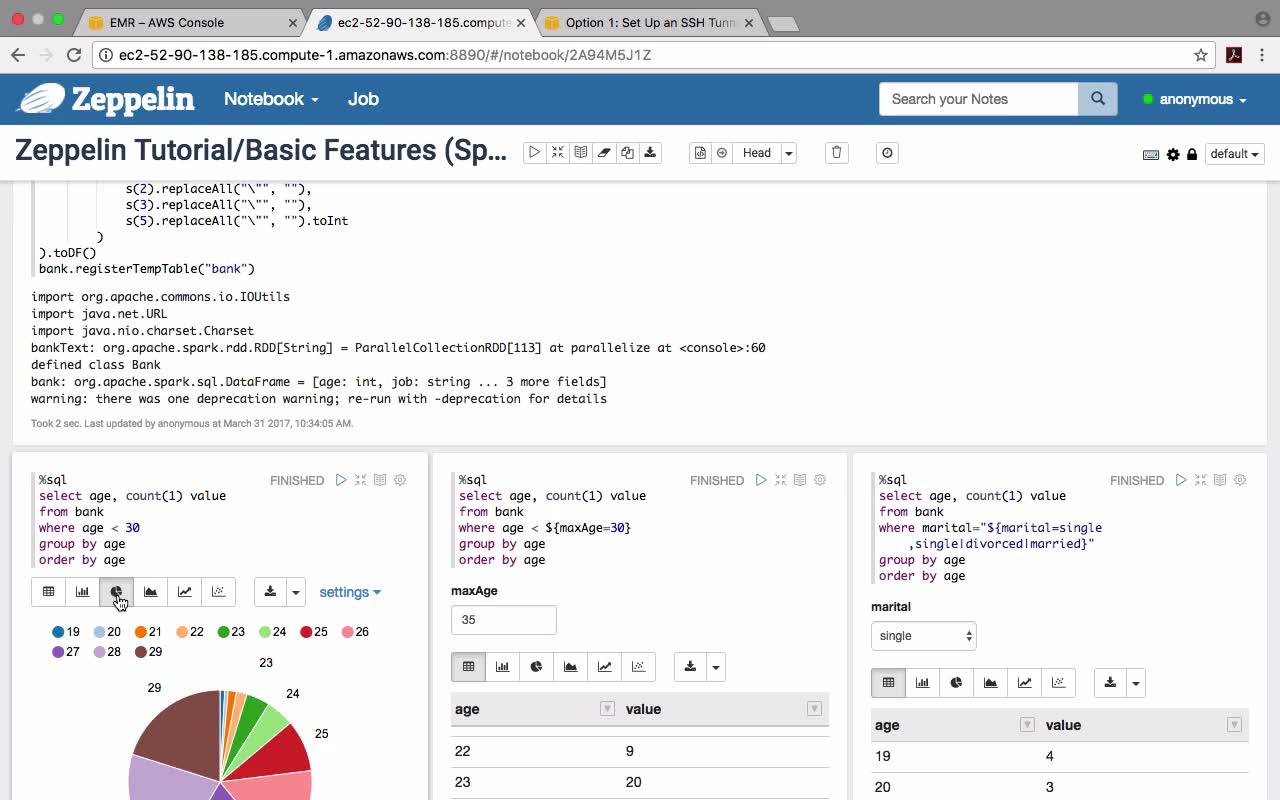 EMR – AWS Console
ec2-52-90-138-185.compute
Option 1: Set Up an SSH Tunn
ec2-52-90-138-185.compute-1.amazonaws.com:8890/#/notebook/2A94M5J1Z
Zeppelin
Notebook
Job
Search your Notes
anonymous
Zeppelin Tutorial/Basic Features (Sp...
Head
default
s(2).replaceAll("\"", ""),
s(3).replaceAll("\"", ""),
s(5).replaceAll("\"", "").toInt
)
).toDF()
bank.registerTempTable("bank")
import org.apache.commons.io.IOUtils
import java.net.URL
import java.nio.charset.Charset
bankText: org.apache.spark.rdd.RDD[String] = ParallelCollectionRDD[113] at parallelize at <console>:60
defined class Bank
bank: org.apache.spark.sql.DataFrame = [age: int, job: string ... 3 more fields]
warning: there was one deprecation warning; re-run with -deprecation for details
Took 2 sec. Last updated by anonymous at March 31 2017, 10:34:05 AM.
%sql
FINISHED
select age, count(1) value
from bank
where age < 30
group by age
order by age
settings
19 20 21 22 23 24 25 26
27 28 29
23
29
24
25
%sql
FINISHED
select age, count(1) value
from bank
where age < ${maxAge=30}
group by age
order by age
maxAge
35
age value
22 9
23 20
%sql
FINISHED
select age, count(1) value
from bank
where marital="${marital=single
,single|divorced|married}"
group by age
order by age
marital
single
age value
19 4
20 3